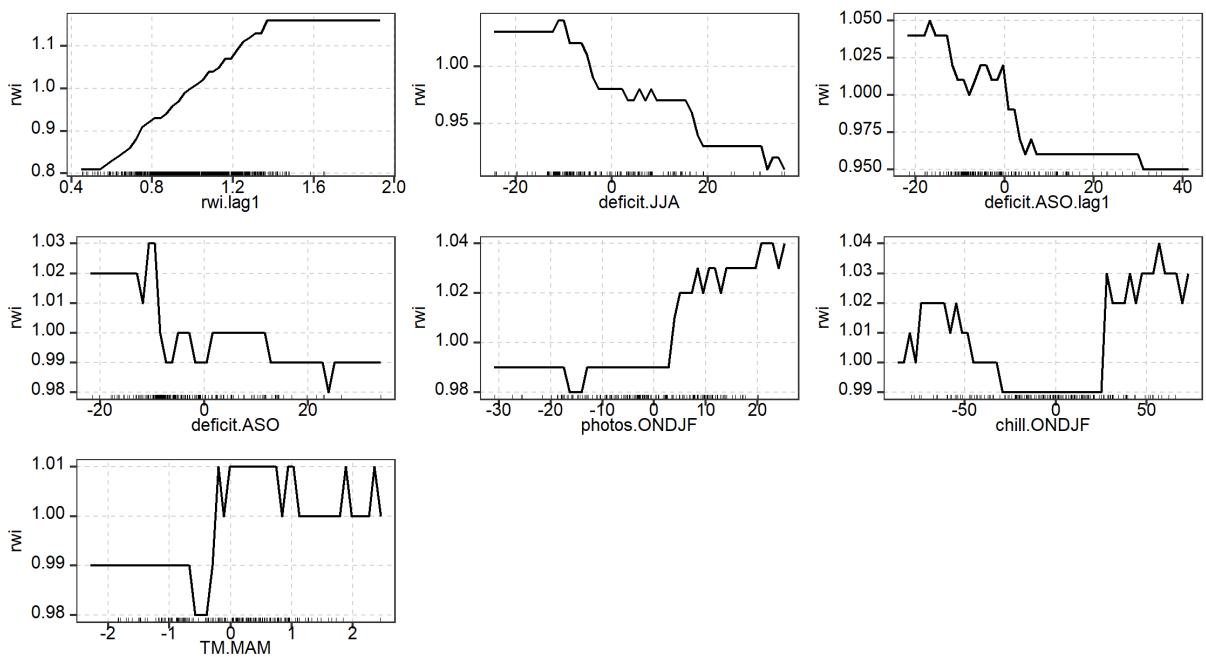 rwi
1.1
1.0
0.9
0.8
0.4 0.8 1.2 1.6 2.0
rwi.lag1
rwi
1.00
0.95
-20 0 20
deficit.JJA
rwi
1.050
1.025
1.000
0.975
0.950
-20 0 20 40
deficit.ASO.lag1
rwi
1.03
1.02
1.01
1.00
0.99
0.98
-20 0 20
deficit.ASO
rwi
1.04
1.02
1.00
0.98
-30 -20 -10 0 10 20
photos.ONDJF
rwi
1.04
1.03
1.02
1.01
1.00
0.99
-50 0 50
chill.ONDJF
rwi
1.01
1.00
0.99
0.98
-2 -1 0 1 2
TM.MAM